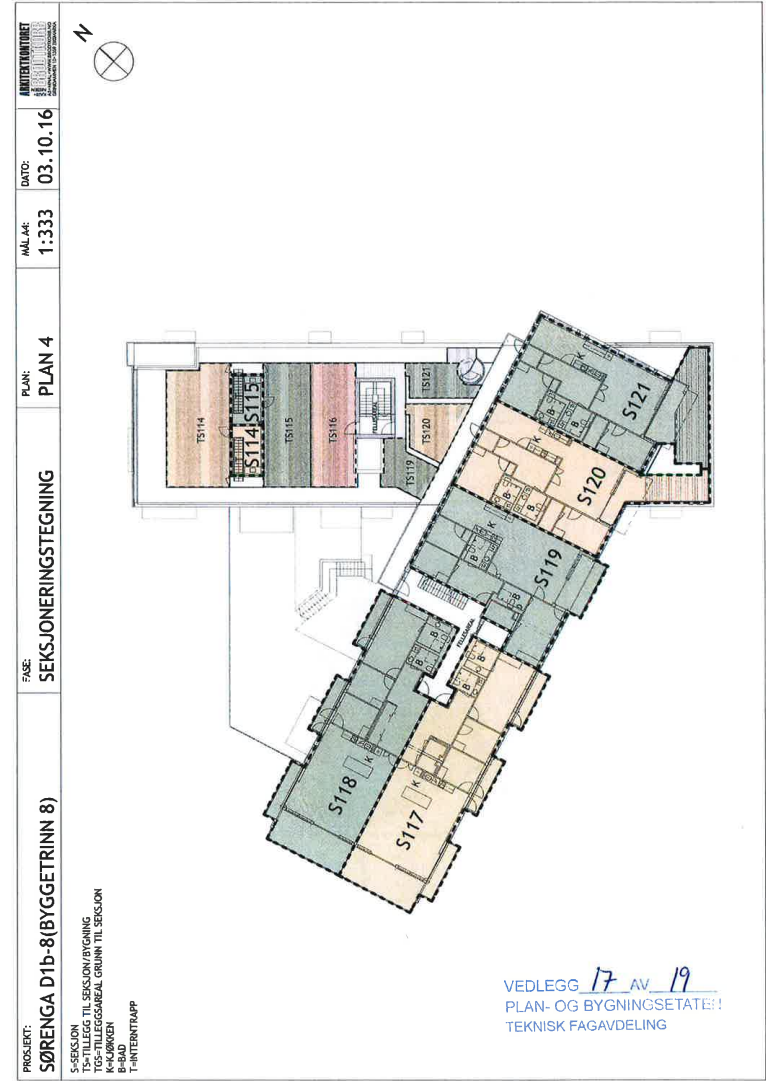 PROSJEKT:
SØRENGA D1b-8(BYGGETRINN 8)
FASE:
SEKSJONERINGSTEGNING
PLAN:
PLAN 4
MÅL A4:
1:333
DATO:
03.10.16
ARKITEKTKONTORET
N
S=SEKSJON
TS=TILLEGG TIL SEKSJON/BYGNING
TGS=TILLEGGSAREAL GRUNN TIL SEKSJON
K=KJØKKEN
B=BAD
T=INTERNTRAPP
TS114
S114
S115
TS115
TS116
FELLESAREAL
TS119
TS120
TS121
S121
K
B
B
S120
K
B
B
S119
K
B
B
FELLESAREAL
S118
K
B
B
S117
K
B
B
VEDLEGG 17 AV 19
PLAN- OG BYGNINGSETATEN
TEKNISK FAGAVDELING